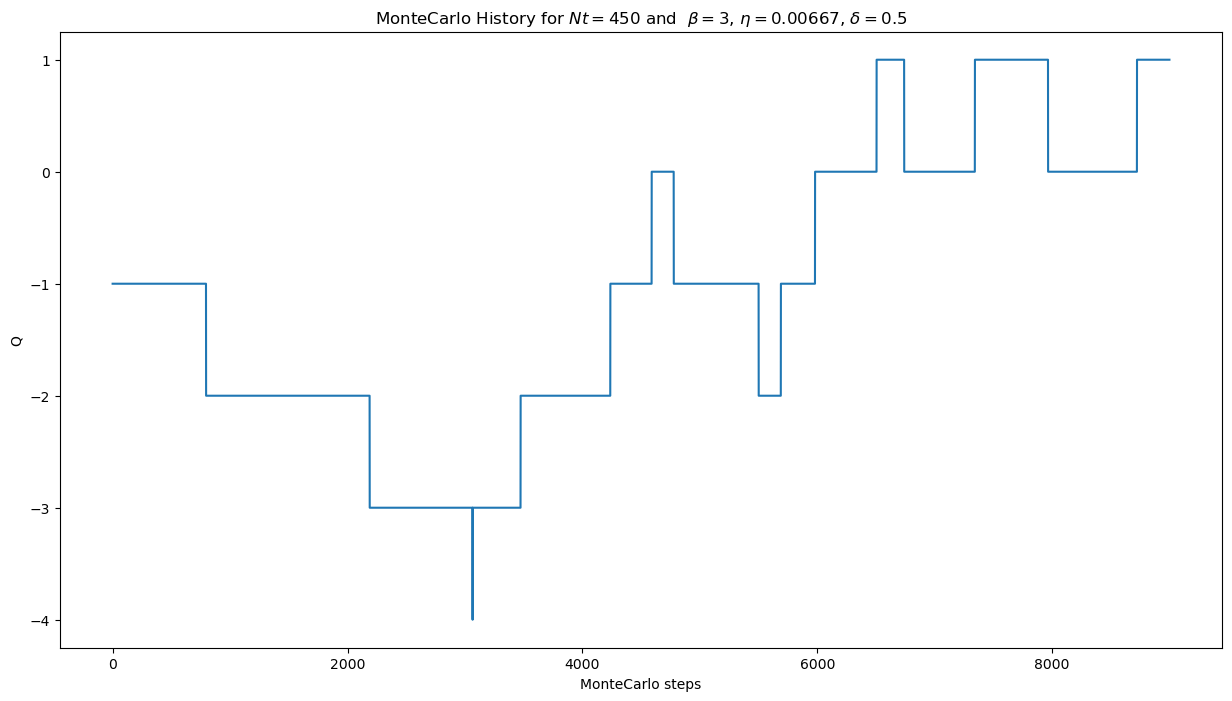 MonteCarlo History for Nt = 450 and β = 3, η = 0.00667, δ = 0.5
1
0
−1
−2
−3
−4
Q
0 2000 4000 6000 8000
MonteCarlo steps